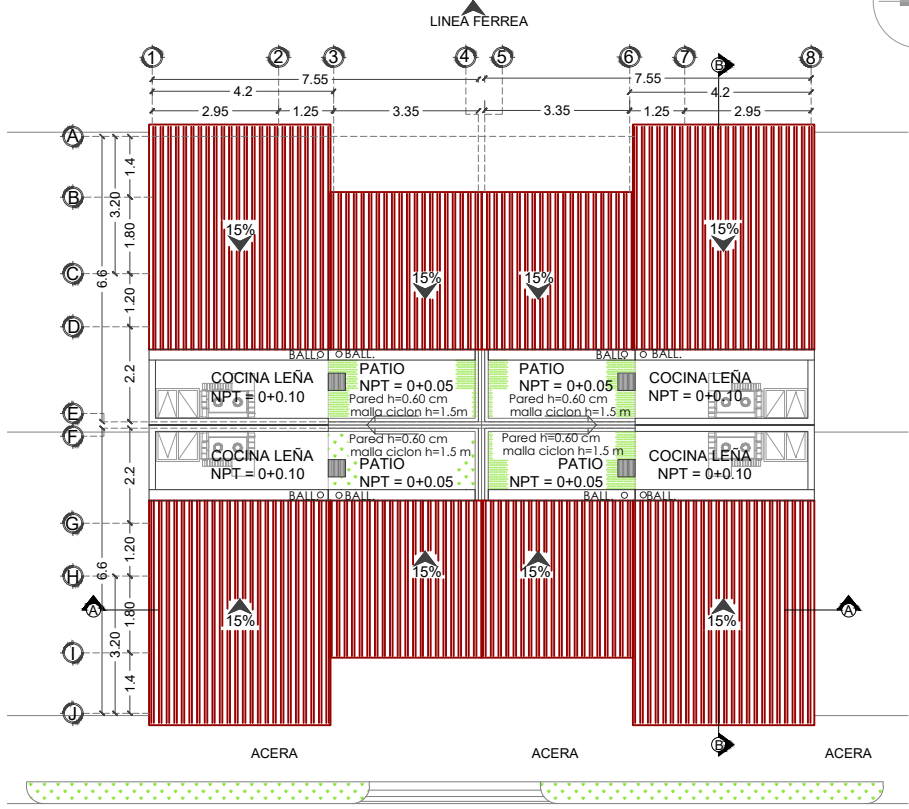 LINEA FERREA
1 2 3 4 5 6 7 8
B
7.55 7.55
4.2 4.2
2.95 1.25 3.35 3.35 1.25 2.95
A
1.4
B
3.20
15% 15%
1.80
C
6.6
15% 15%
1.20
D
BALL. BALL. BALL. BALL.
2.2
COCINA LEÑA PATIO PATIO COCINA LEÑA
NPT = 0+0.10 NPT = 0+0.05 NPT = 0+0.05 NPT = 0+0.10
Pared h=0.60 cm Pared h=0.60 cm
malla ciclon h=1.5m malla ciclon h=1.5 m
E
F
Pared h=0.60 cm Pared h=0.60 cm
malla ciclon h=1.5 m malla ciclon h=1.5 m
COCINA LEÑA PATIO PATIO COCINA LEÑA
NPT = 0+0.10 NPT = 0+0.05 NPT = 0+0.05 NPT = 0+0.10
2.2
BALL. BALL. BALL. BALL.
G
1.20
15% 15%
6.6
H
A A
1.80
15% 15%
3.20
I
1.4
J
B
ACERA ACERA ACERA